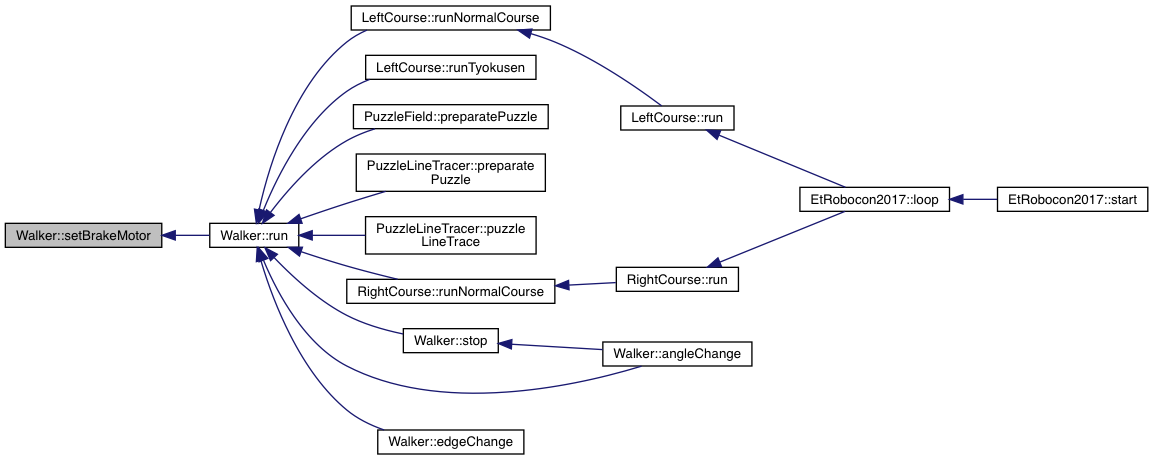 LeftCourse::runNormalCourse
LeftCourse::runTyokusen
PuzzleField::preparatePuzzle
LeftCourse::run
PuzzleLineTracer::preparate
Puzzle
EtRobocon2017::loop
EtRobocon2017::start
Walker::setBrakeMotor
Walker::run
PuzzleLineTracer::puzzle
LineTrace
RightCourse::runNormalCourse
RightCourse::run
Walker::stop
Walker::angleChange
Walker::edgeChange